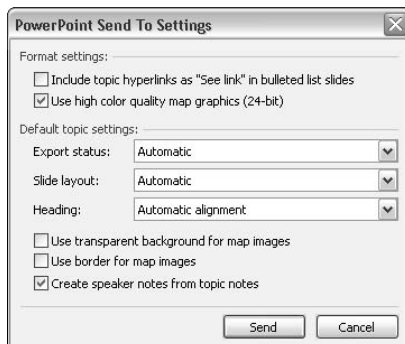 PowerPoint Send To Settings
Format settings:
Include topic hyperlinks as "See link" in bulleted list slides
Use high color quality map graphics (24-bit)
Default topic settings:
Export status: Automatic
Slide layout: Automatic
Heading: Automatic alignment
Use transparent background for map images
Use border for map images
Create speaker notes from topic notes
Send Cancel